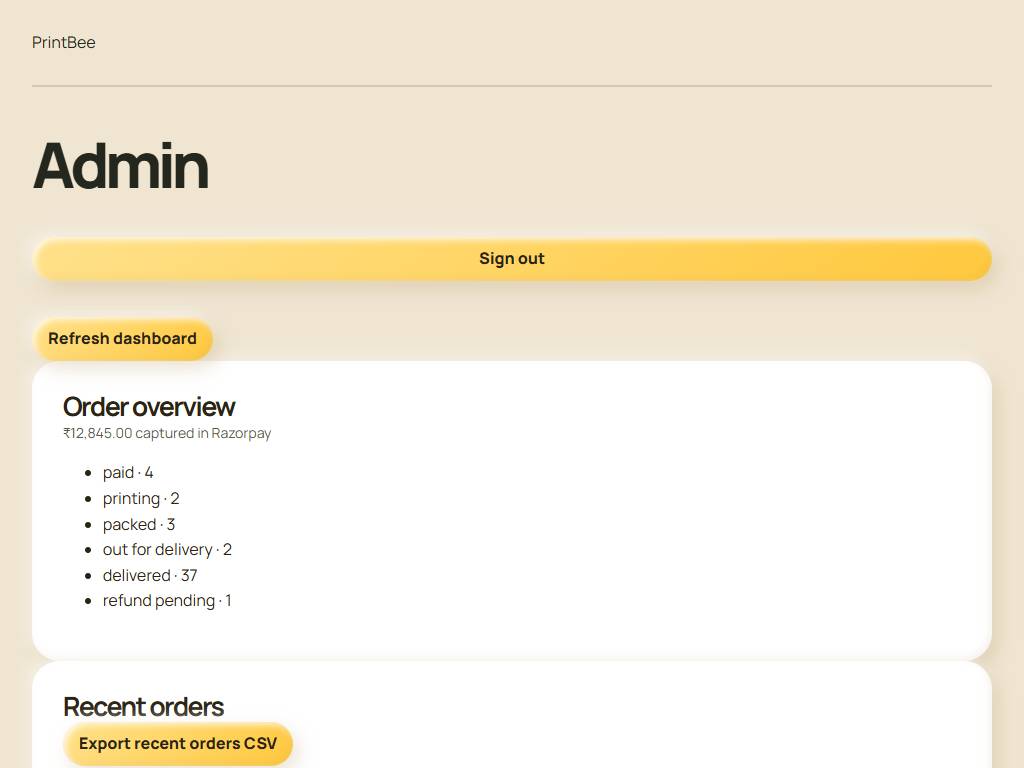 PrintBee
Admin
Sign out
Refresh dashboard
Order overview
₹12,845.00 captured in Razorpay
paid · 4
printing · 2
packed · 3
out for delivery · 2
delivered · 37
refund pending · 1
Recent orders
Export recent orders CSV